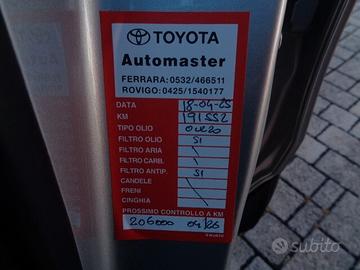 TOYOTA
Automaster
FERRARA: 0532/466511
ROVIGO: 0425/1540177
DATA 18-04-25
KM 191552
TIPO OLIO 0W20
FILTRO OLIO SI
FILTRO ARIA \
FILTRO CARB. \
FILTRO ANTIP. SI
CANDELE
FRENI
CINGHIA
PROSSIMO CONTROLLO A KM
206000 04/26
subito